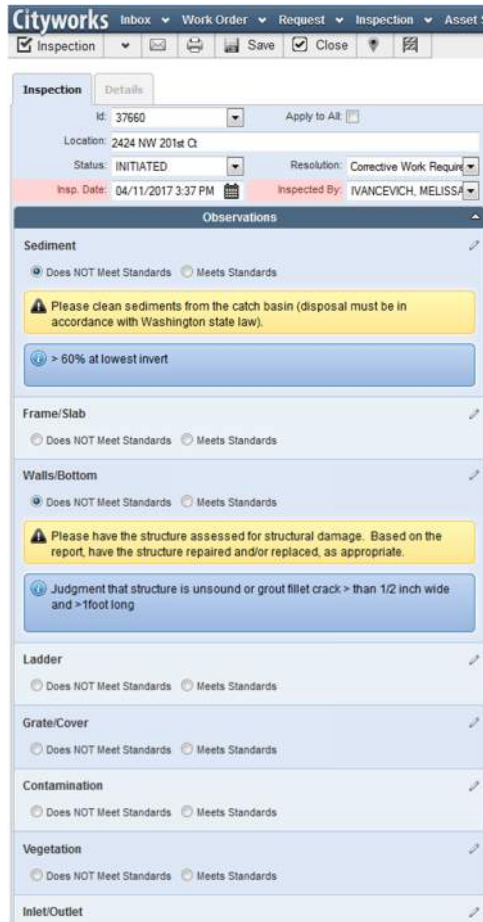 Cityworks Inbox Work Order Request Inspection Asset
Inspection Save Close
Inspection Details
Id: 37660 Apply to All:
Location: 2424 NW 201st Ct
Status: INITIATED Resolution: Corrective Work Require
Insp. Date: 04/11/2017 3:37 PM Inspected By: IVANCEVICH, MELISSA
Observations
Sediment
Does NOT Meet Standards Meets Standards
Please clean sediments from the catch basin (disposal must be in
accordance with Washington state law).
> 60% at lowest invert
Frame/Slab
Does NOT Meet Standards Meets Standards
Walls/Bottom
Does NOT Meet Standards Meets Standards
Please have the structure assessed for structural damage. Based on the
report, have the structure repaired and/or replaced, as appropriate.
Judgment that structure is unsound or grout fillet crack > than 1/2 inch wide
and >1foot long
Ladder
Does NOT Meet Standards Meets Standards
Grate/Cover
Does NOT Meet Standards Meets Standards
Contamination
Does NOT Meet Standards Meets Standards
Vegetation
Does NOT Meet Standards Meets Standards
Inlet/Outlet